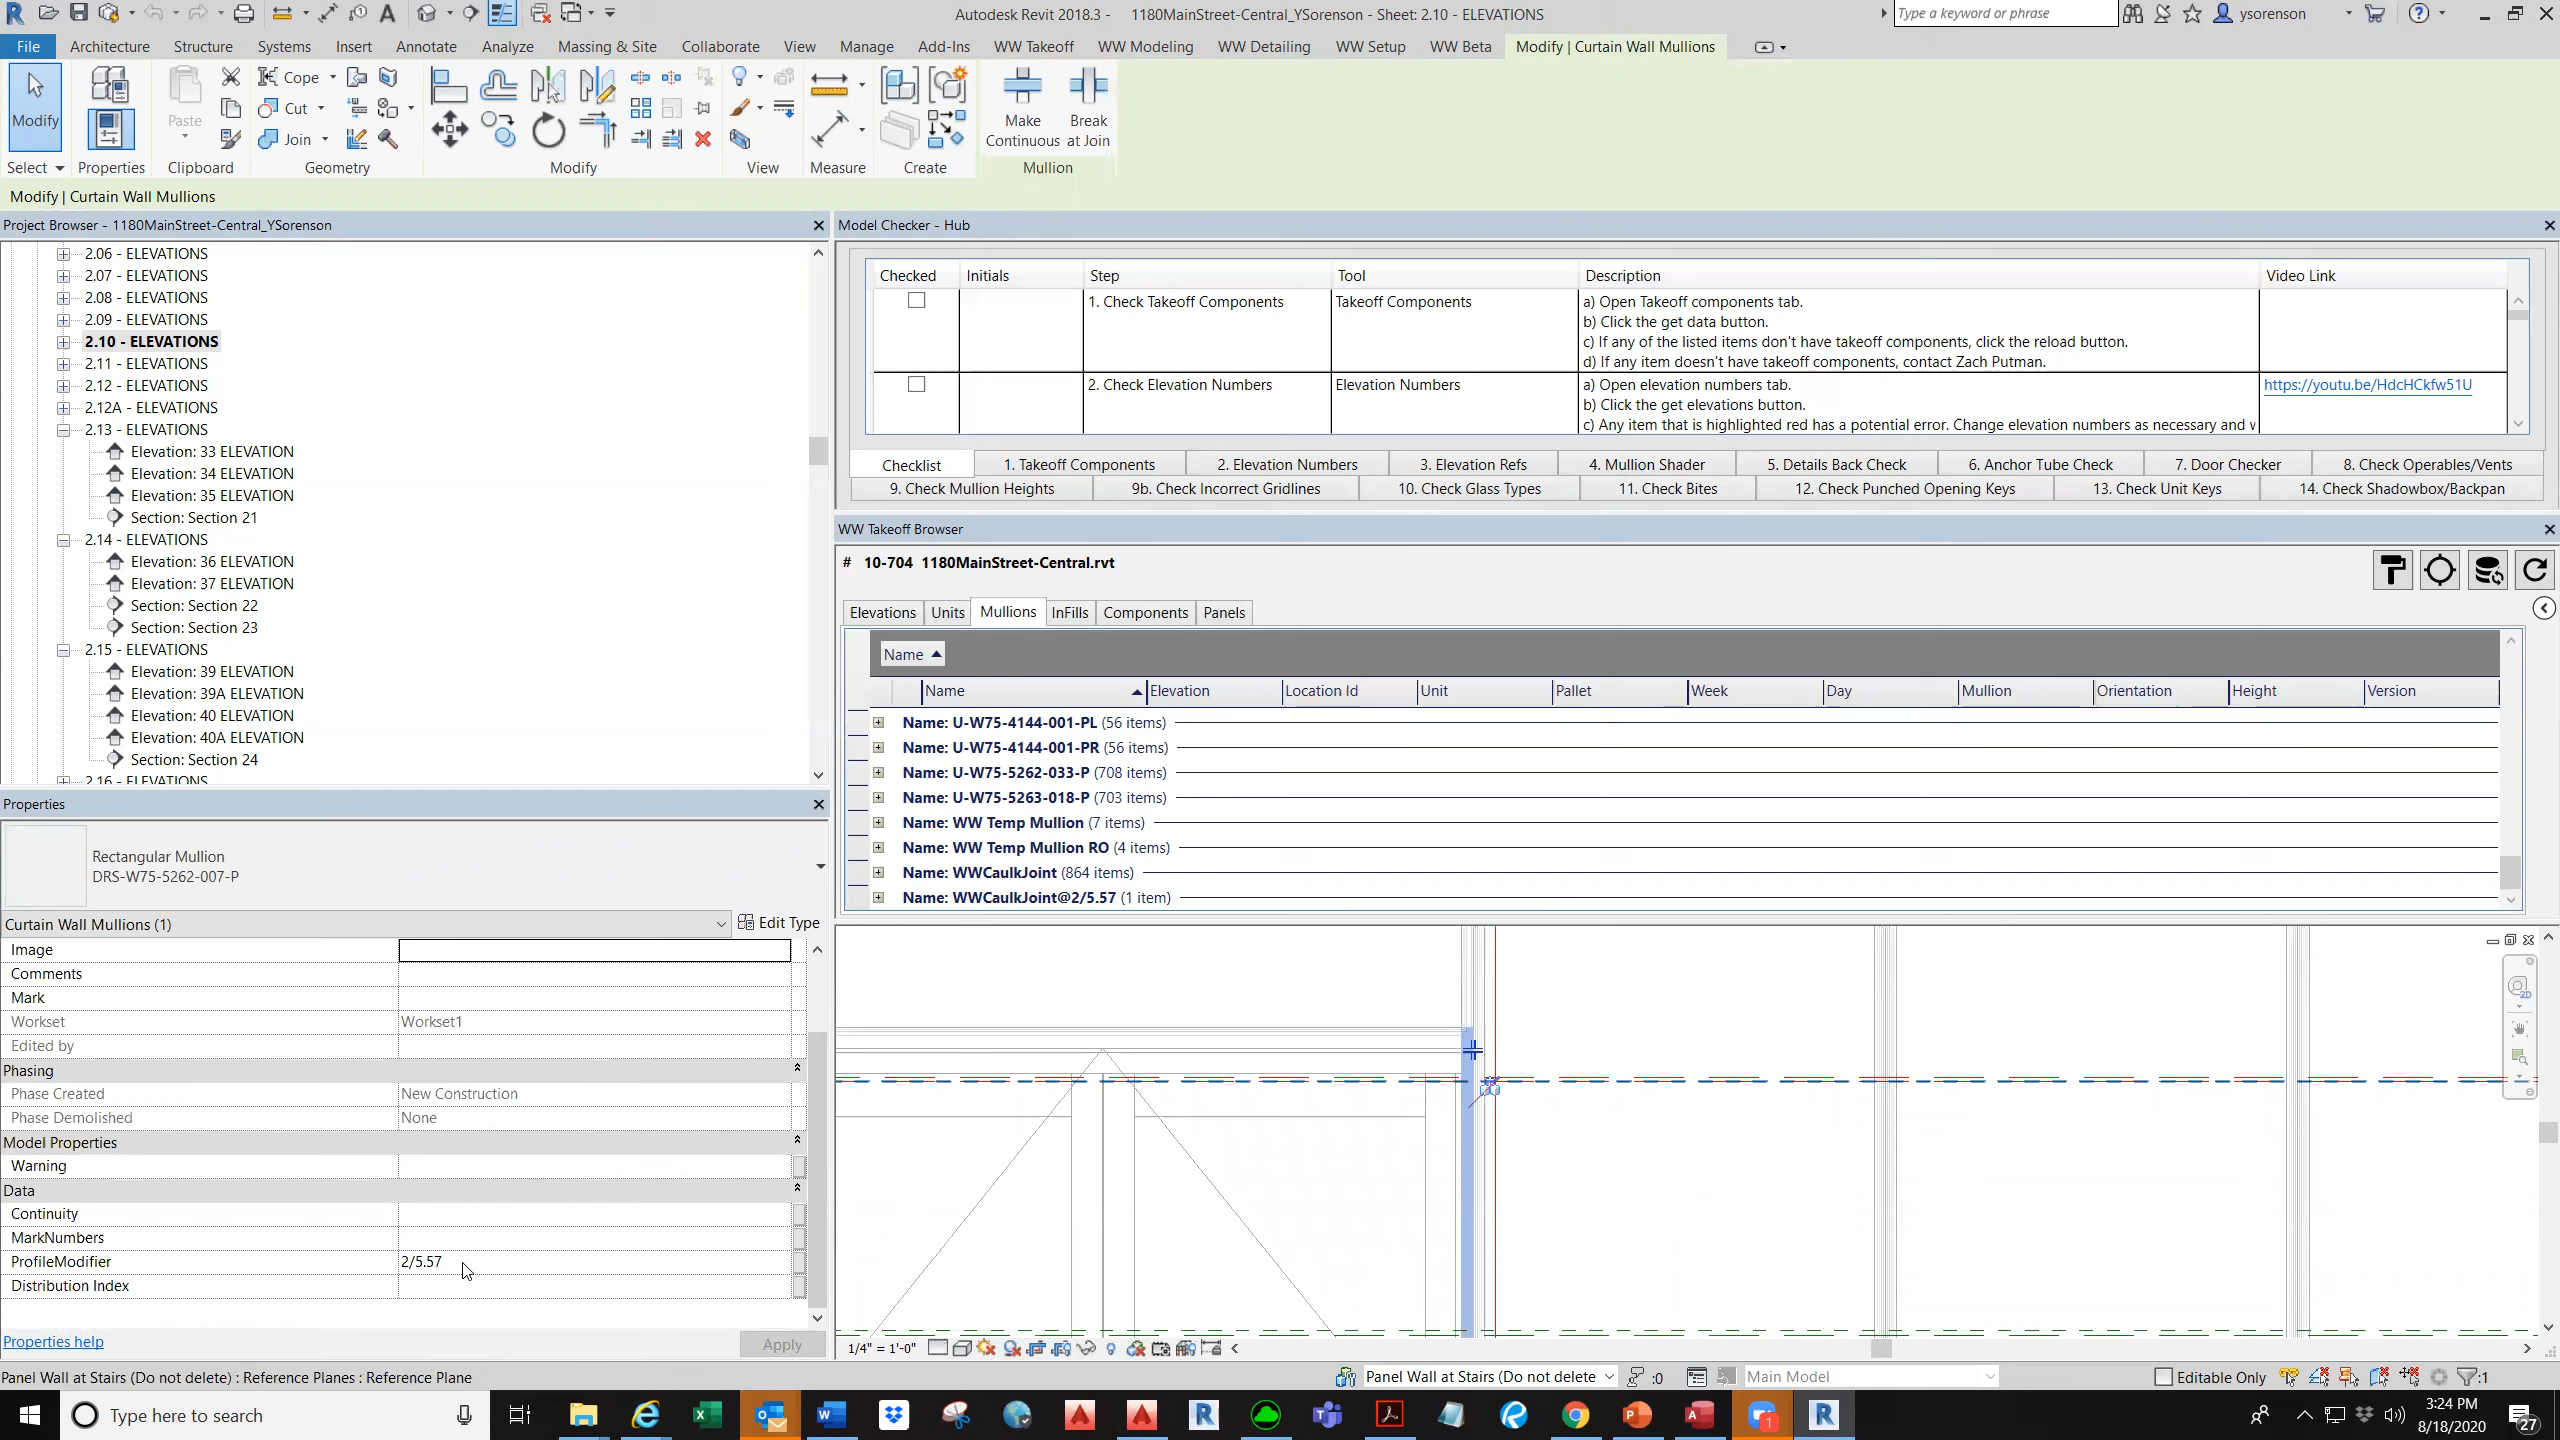 Autodesk Revit 2018.3 - 1180MainStreet-Central_YSorenson - Sheet: 2.10 - ELEVATIONS
Type a keyword or phrase
ysorenson
File Architecture Structure Systems Insert Annotate Analyze Massing & Site Collaborate View Manage Add-Ins WW Takeoff WW Modeling WW Detailing WW Setup WW Beta Modify | Curtain Wall Mullions
Modify
Paste
Cope
Cut
Join
Make Continuous
Break at Join
Select Properties Clipboard Geometry Modify View Measure Create Mullion
Modify | Curtain Wall Mullions
Project Browser - 1180MainStreet-Central_YSorenson
2.06 - ELEVATIONS
2.07 - ELEVATIONS
2.08 - ELEVATIONS
2.09 - ELEVATIONS
2.10 - ELEVATIONS
2.11 - ELEVATIONS
2.12 - ELEVATIONS
2.12A - ELEVATIONS
2.13 - ELEVATIONS
Elevation: 33 ELEVATION
Elevation: 34 ELEVATION
Elevation: 35 ELEVATION
Section: Section 21
2.14 - ELEVATIONS
Elevation: 36 ELEVATION
Elevation: 37 ELEVATION
Section: Section 22
Section: Section 23
2.15 - ELEVATIONS
Elevation: 39 ELEVATION
Elevation: 39A ELEVATION
Elevation: 40 ELEVATION
Elevation: 40A ELEVATION
Section: Section 24
2.16 - ELEVATIONS
Model Checker - Hub
Checked Initials Step Tool Description Video Link
1. Check Takeoff Components Takeoff Components a) Open Takeoff components tab.
b) Click the get data button.
c) If any of the listed items don't have takeoff components, click the reload button.
d) If any item doesn't have takeoff components, contact Zach Putman.
2. Check Elevation Numbers Elevation Numbers a) Open elevation numbers tab. https://youtu.be/HdcHCkfw51U
b) Click the get elevations button.
c) Any item that is highlighted red has a potential error. Change elevation numbers as necessary and
Checklist 1. Takeoff Components 2. Elevation Numbers 3. Elevation Refs 4. Mullion Shader 5. Details Back Check 6. Anchor Tube Check 7. Door Checker 8. Check Operables/Vents
9. Check Mullion Heights 9b. Check Incorrect Gridlines 10. Check Glass Types 11. Check Bites 12. Check Punched Opening Keys 13. Check Unit Keys 14. Check Shadowbox/Backpan
WW Takeoff Browser
# 10-704 1180MainStreet-Central.rvt
Elevations Units Mullions InFills Components Panels
Name
Name Elevation Location Id Unit Pallet Week Day Mullion Orientation Height Version
Name: U-W75-4144-001-PL (56 items)
Name: U-W75-4144-001-PR (56 items)
Name: U-W75-5262-033-P (708 items)
Name: U-W75-5263-018-P (703 items)
Name: WW Temp Mullion (7 items)
Name: WW Temp Mullion RO (4 items)
Name: WWCaulkJoint (864 items)
Name: WWCaulkJoint@2/5.57 (1 item)
Properties
Rectangular Mullion
DRS-W75-5262-007-P
Curtain Wall Mullions (1) Edit Type
Image
Comments
Mark
Workset Workset1
Edited by
Phasing
Phase Created New Construction
Phase Demolished None
Model Properties
Warning
Data
Continuity
MarkNumbers
ProfileModifier 2/5.57
Distribution Index
Properties help Apply
2D
1/4" = 1'-0"
Panel Wall at Stairs (Do not delete) : Reference Planes : Reference Plane
Panel Wall at Stairs (Do not delete :0 Main Model Editable Only :1
Type here to search
1
3:24 PM
8/18/2020
27